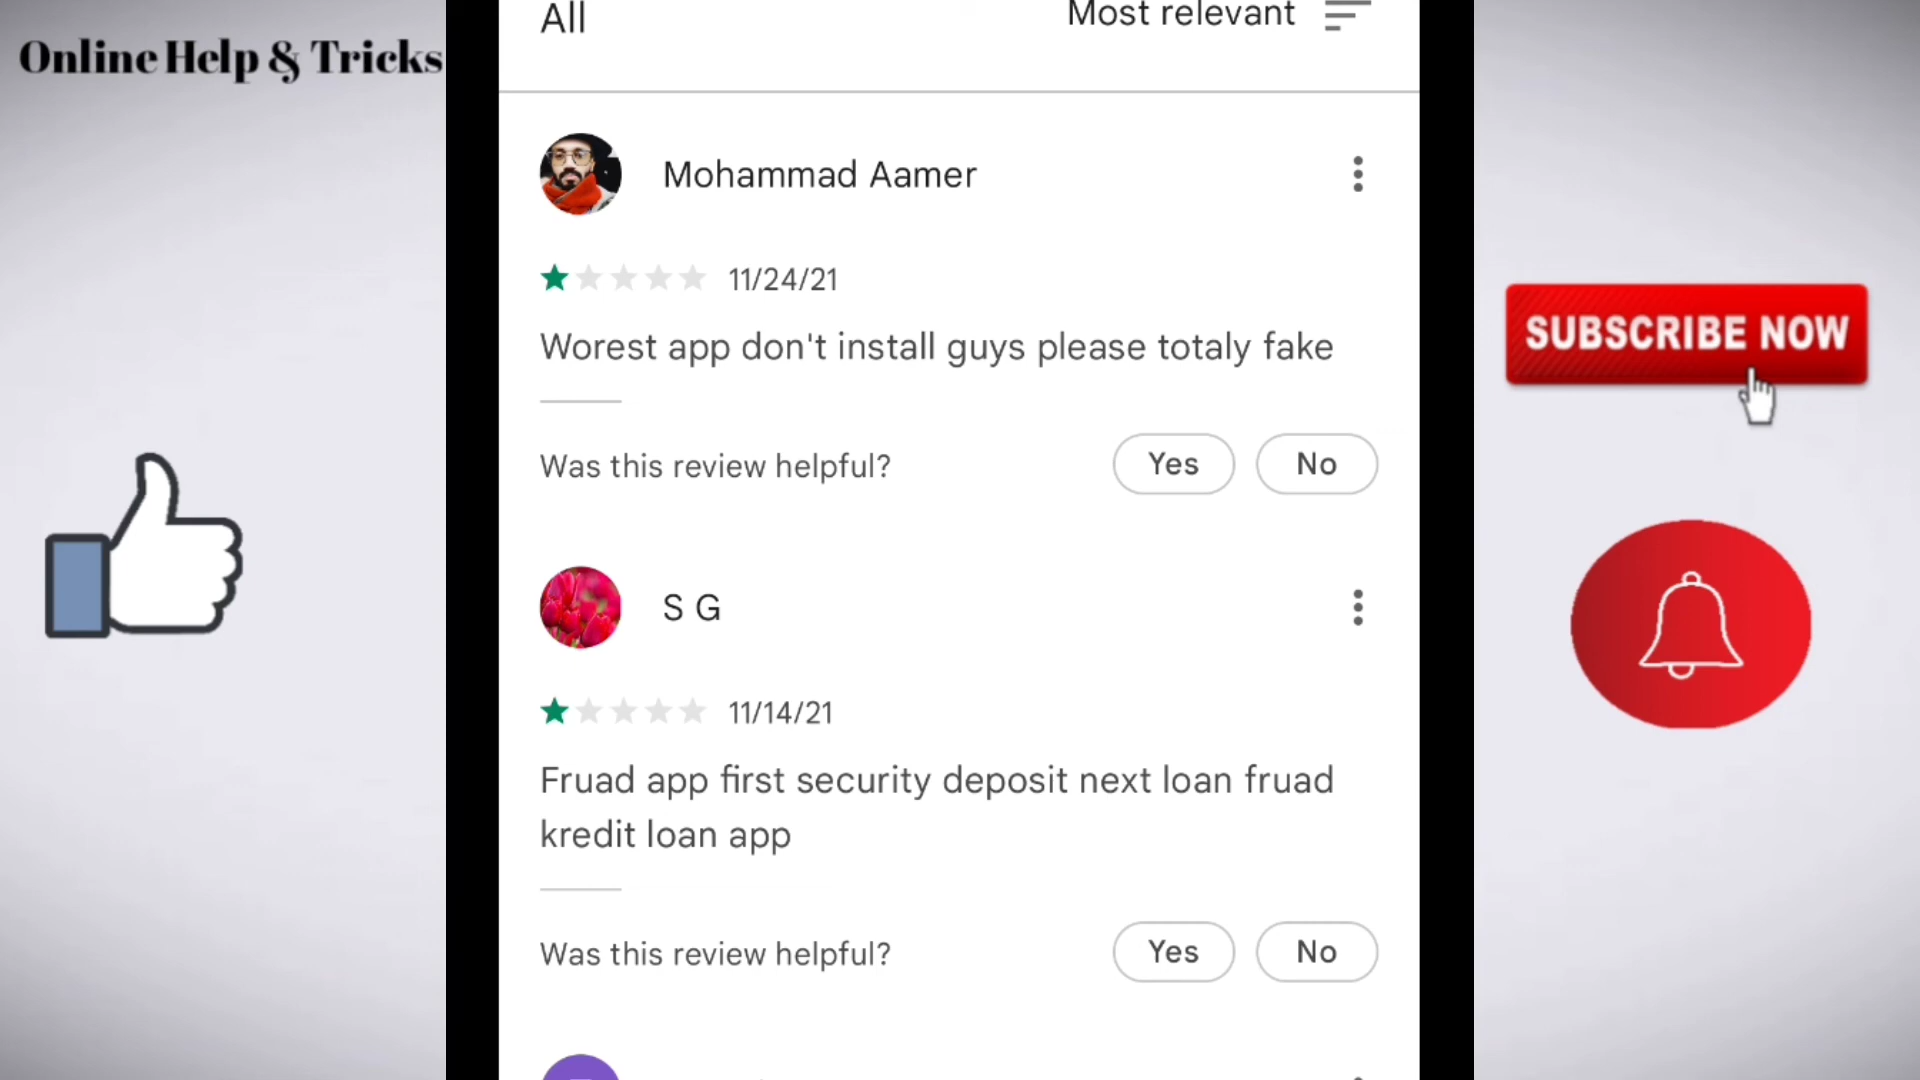 Online Help & Tricks
All
Most relevant
Mohammad Aamer
11/24/21
Worest app don't install guys please totaly fake
Was this review helpful?
Yes
No
SUBSCRIBE NOW
S G
11/14/21
Fruad app first security deposit next loan fruad
kredit loan app
Was this review helpful?
Yes
No